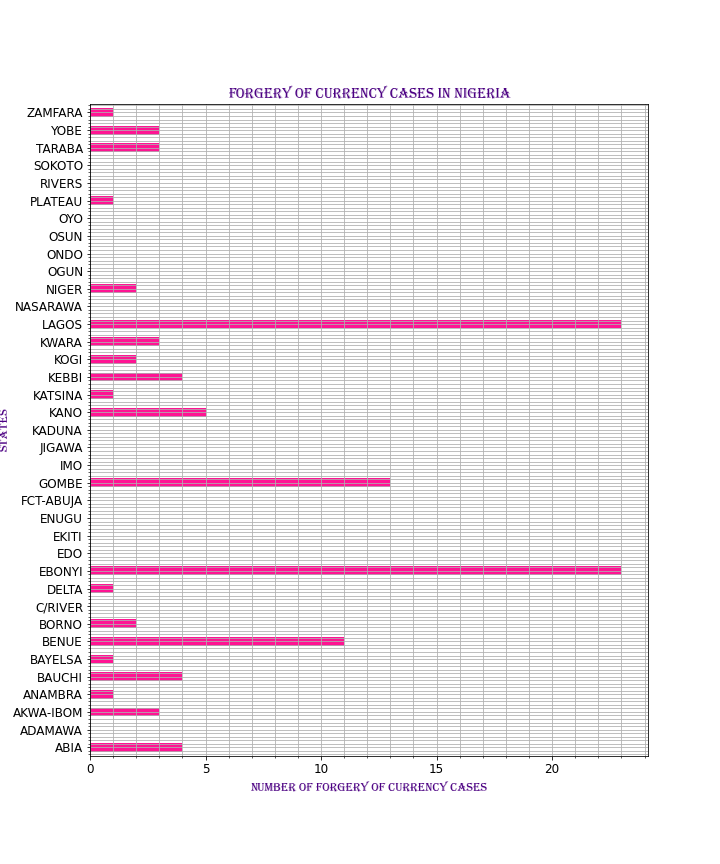 FORGERY OF CURRENCY CASES IN NIGERIA
ZAMFARA
YOBE
TARABA
SOKOTO
RIVERS
PLATEAU
OYO
OSUN
ONDO
OGUN
NIGER
NASARAWA
LAGOS
KWARA
KOGI
KEBBI
KATSINA
KANO
KADUNA
JIGAWA
IMO
GOMBE
FCT-ABUJA
ENUGU
EKITI
EDO
EBONYI
DELTA
C/RIVER
BORNO
BENUE
BAYELSA
BAUCHI
ANAMBRA
AKWA-IBOM
ADAMAWA
ABIA
STATES
0 5 10 15 20
NUMBER OF FORGERY OF CURRENCY CASES